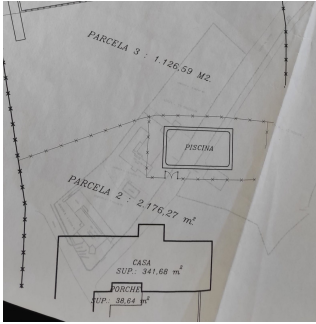 PARCELA 3 : 1.126,59 M2.
PISCINA
PARCELA 2 : 2.176,27 m²
CASA
SUP.: 341,68 m²
PORCHE
SUP.: 38,64 m²